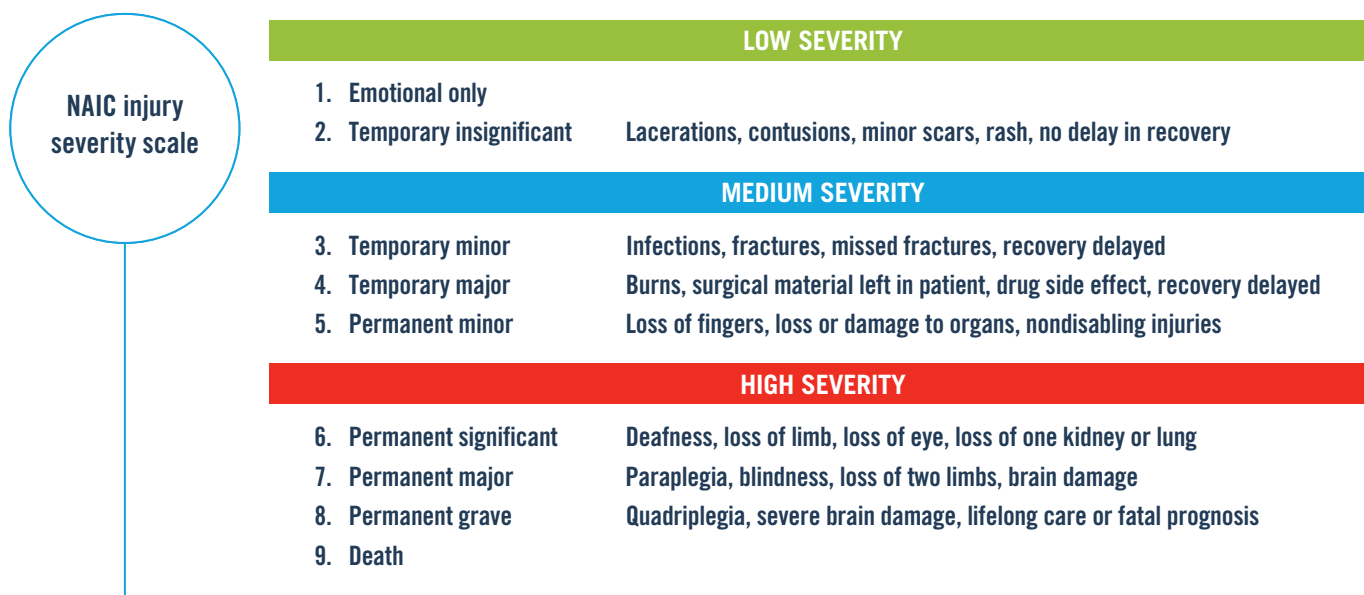 NAIC injury
severity scale
LOW SEVERITY
1. Emotional only
2. Temporary insignificant Lacerations, contusions, minor scars, rash, no delay in recovery
MEDIUM SEVERITY
3. Temporary minor Infections, fractures, missed fractures, recovery delayed
4. Temporary major Burns, surgical material left in patient, drug side effect, recovery delayed
5. Permanent minor Loss of fingers, loss or damage to organs, nondisabling injuries
HIGH SEVERITY
6. Permanent significant Deafness, loss of limb, loss of eye, loss of one kidney or lung
7. Permanent major Paraplegia, blindness, loss of two limbs, brain damage
8. Permanent grave Quadriplegia, severe brain damage, lifelong care or fatal prognosis
9. Death